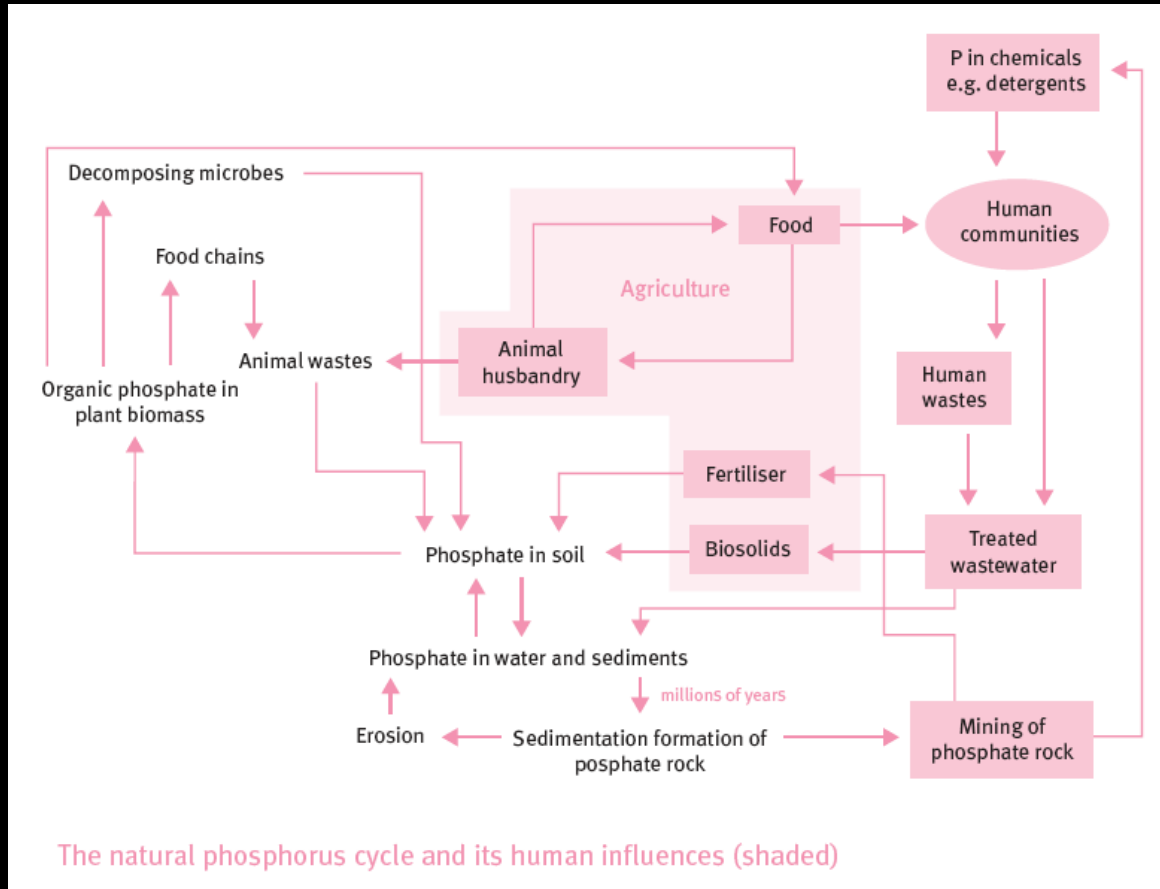 P in chemicals
e.g. detergents
Decomposing microbes
Food
Human
communities
Food chains
Agriculture
Animal wastes
Animal
husbandry
Organic phosphate in
plant biomass
Human
wastes
Fertiliser
Phosphate in soil
Biosolids
Treated
wastewater
Phosphate in water and sediments
millions of years
Erosion
Sedimentation formation of
posphate rock
Mining of
phosphate rock
The natural phosphorus cycle and its human influences (shaded)